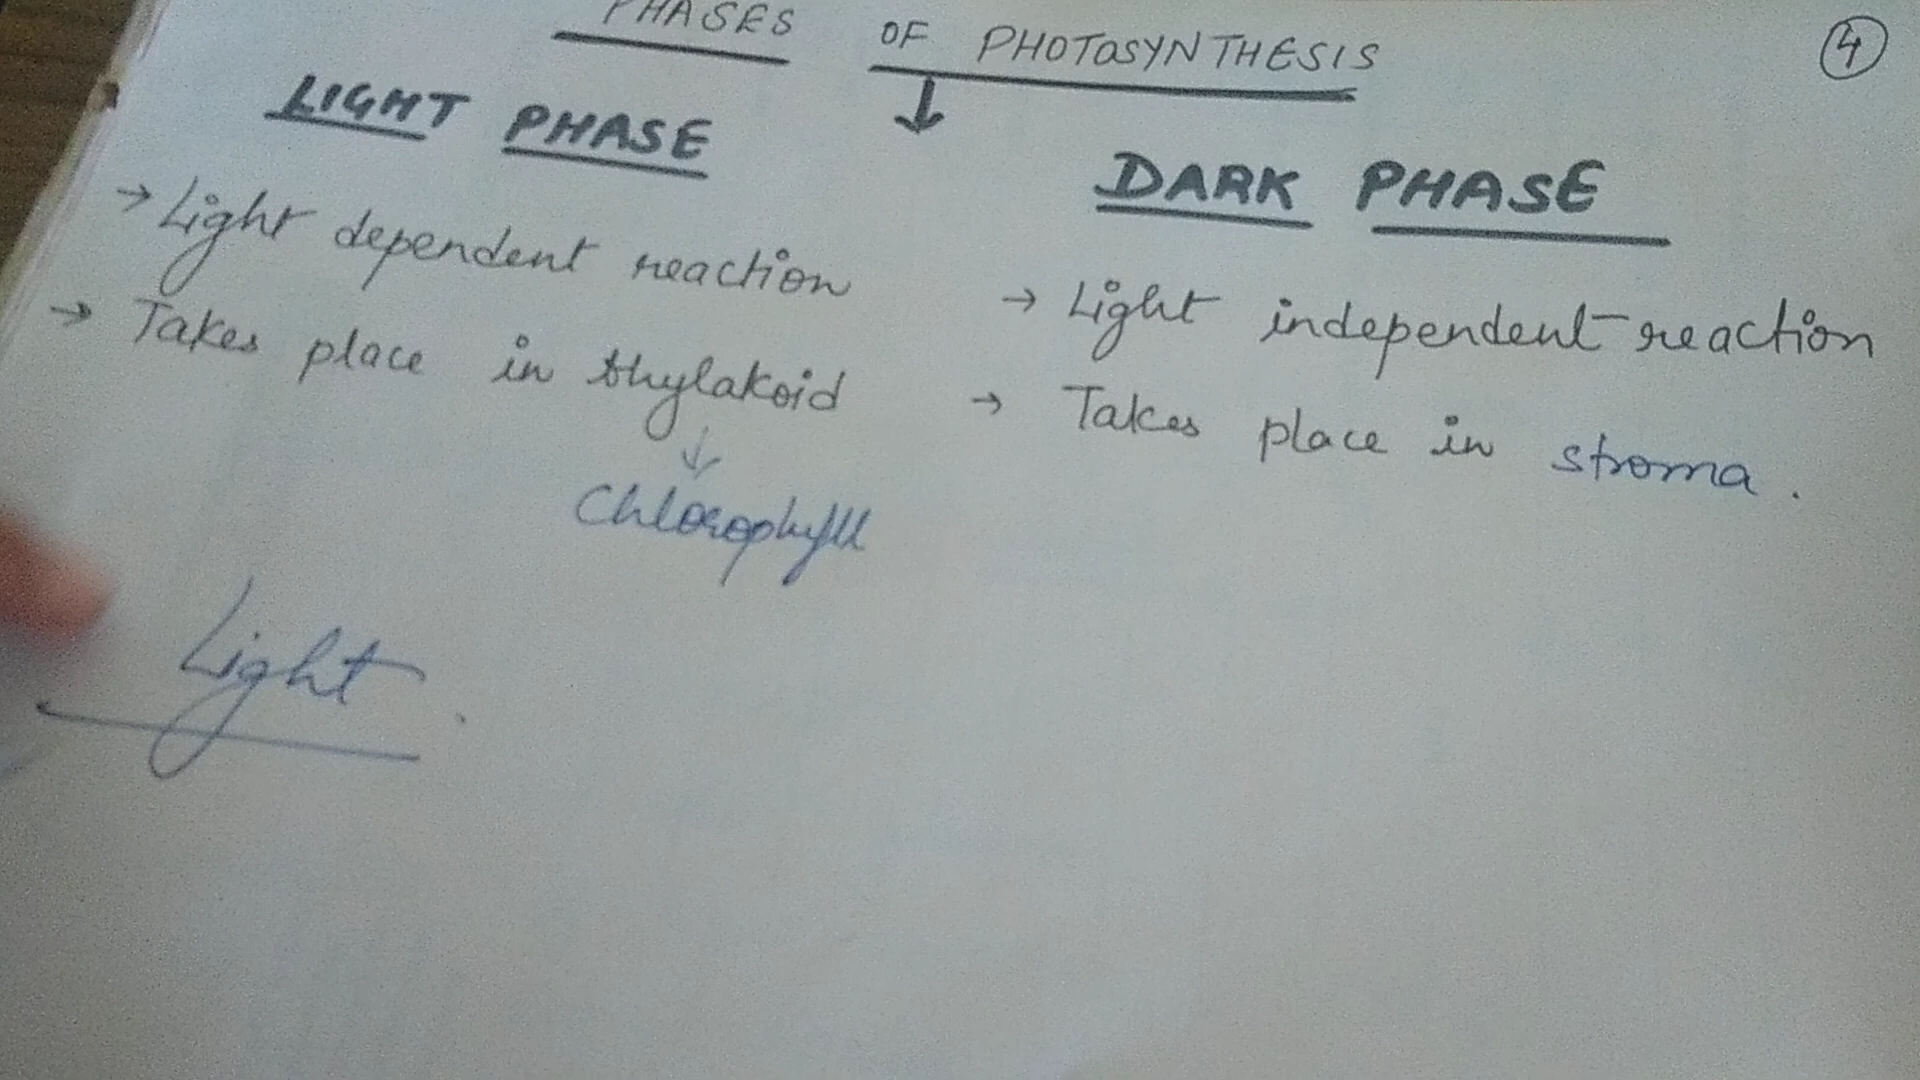 PHASES OF PHOTOSYNTHESIS
4
LIGHT PHASE
→ Light dependent reaction
→ Takes place in thylakoid
↓
Chlorophyll
Light
↓
DARK PHASE
→ Light independent reaction
→ Takes place in stroma.